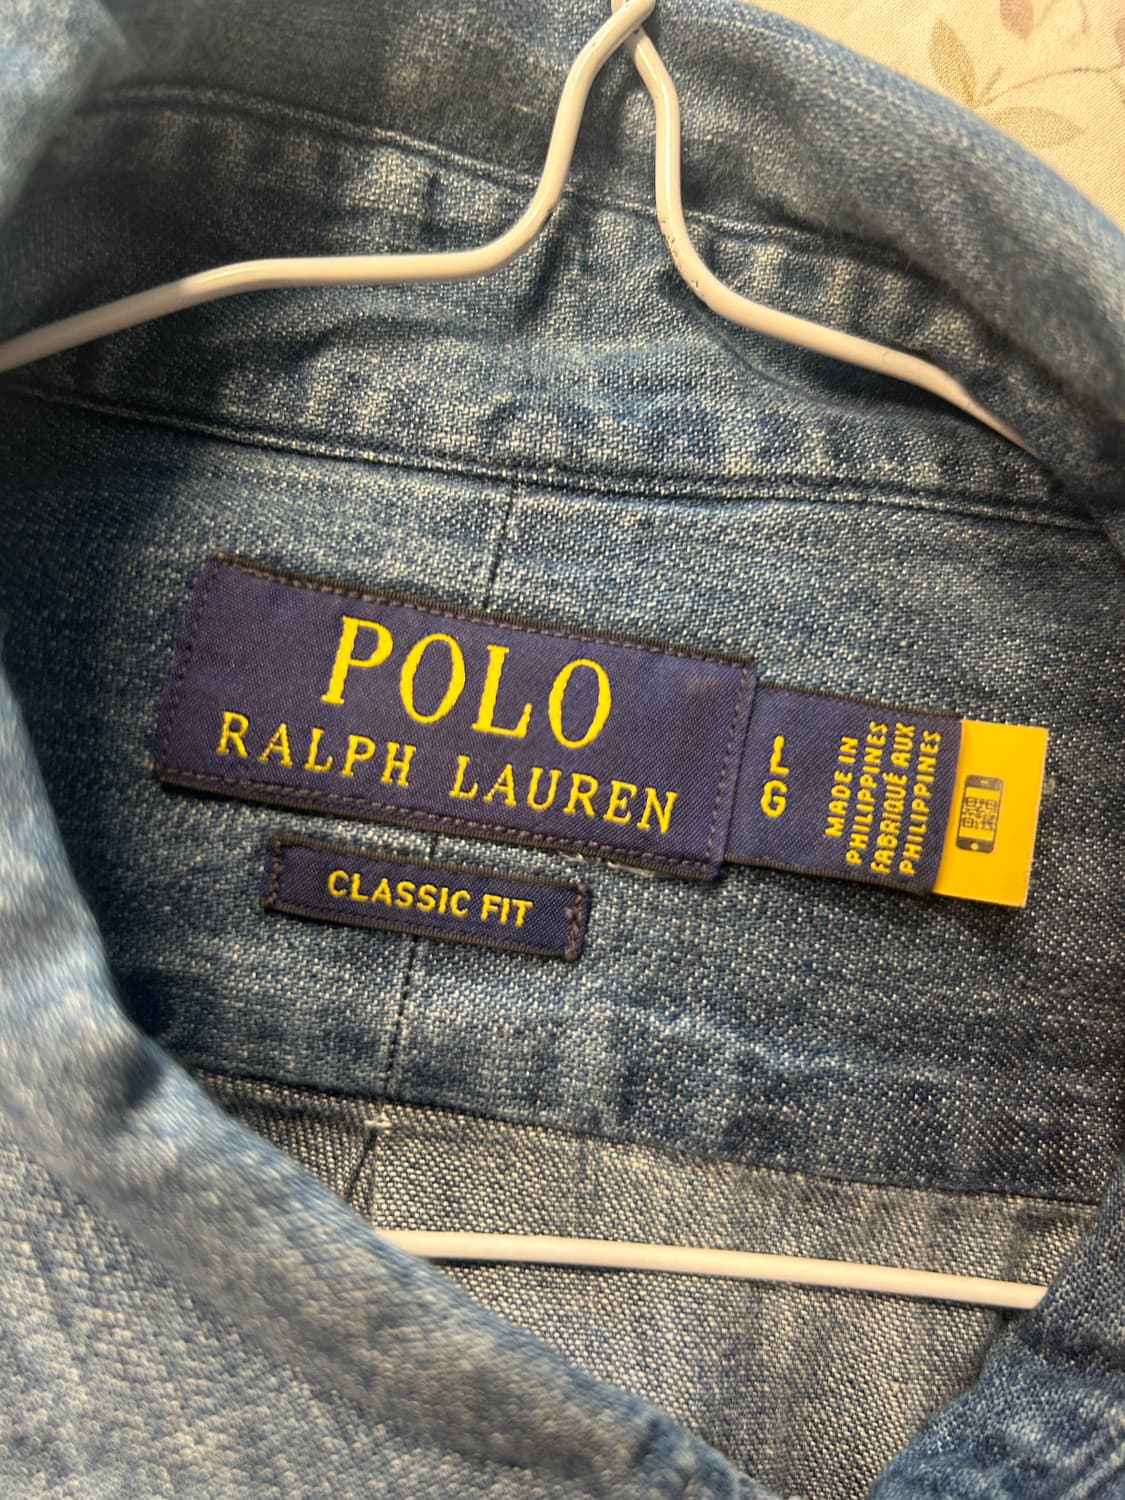 POLO
RALPH LAUREN
L
G
MADE IN
PHILIPPINES
FABRIQUÉ AUX
PHILIPPINES
CLASSIC FIT